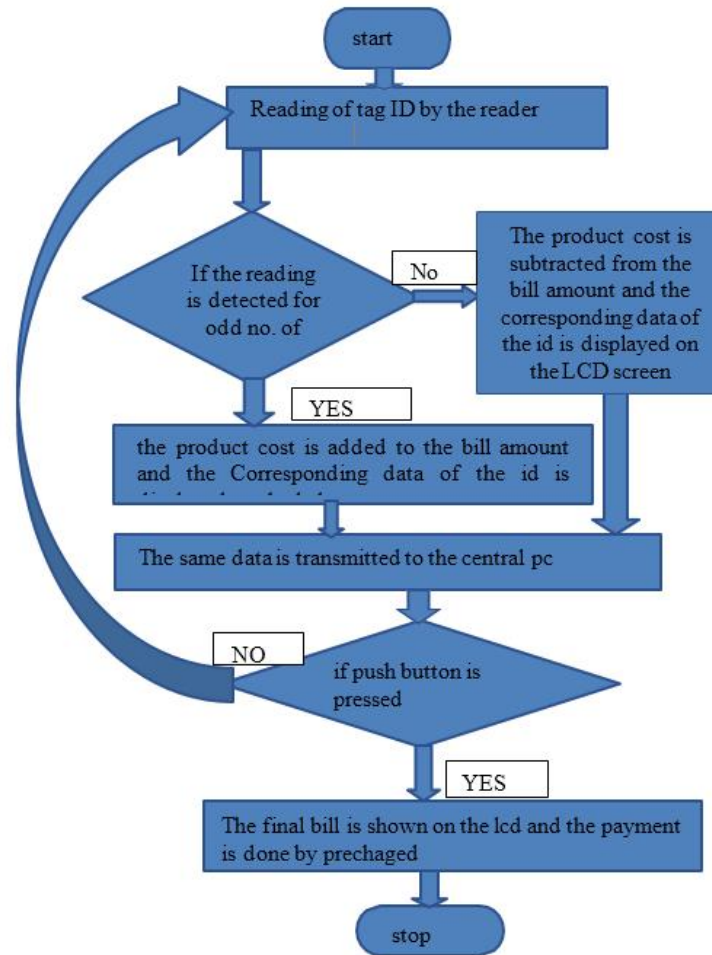 start
Reading of tag ID by the reader
If the reading
is detected for
odd no. of
No
The product cost is
subtracted from the
bill amount and the
corresponding data of
the id is displayed on
the LCD screen
YES
the product cost is added to the bill amount
and the Corresponding data of the id is
The same data is transmitted to the central pc
NO
if push button is
pressed
YES
The final bill is shown on the lcd and the payment
is done by prechaged
stop